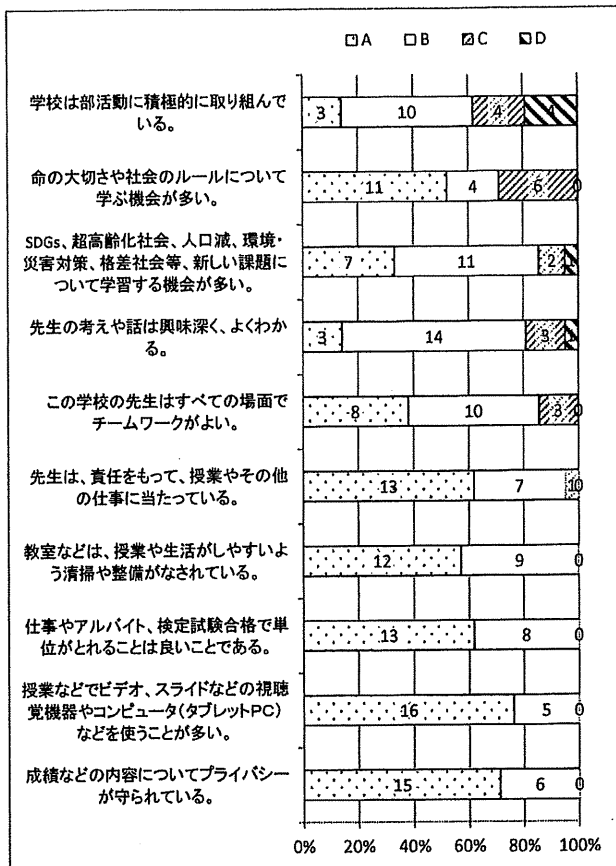 A B C D
学校は部活動に積極的に取り組んで
いる。
3 10 4 4
命の大切さや社会のルールについて
学ぶ機会が多い。
11 4 6 0
SDGs、超高齢化社会、人口減、環境・
災害対策、格差社会等、新しい課題に
ついて学習する機会が多い。
7 11 2 1
先生の考えや話は興味深く、よくわか
る。
3 14 3 1
この学校の先生はすべての場面で
チームワークがよい。
8 10 3 0
先生は、責任をもって、授業やその他
の仕事に当たっている。
13 7 1 0
教室などは、授業や生活がしやすいよ
う清掃や整備がなされている。
12 9 0
仕事やアルバイト、検定試験合格で単
位がとれることは良いことである。
13 8 0
授業などでビデオ、スライドなどの視聴
覚機器やコンピュータ(タブレットPC)
などを使うことが多い。
16 5 0
成績などの内容についてプライバシー
が守られている。
15 6 0
0% 20% 40% 60% 80% 100%